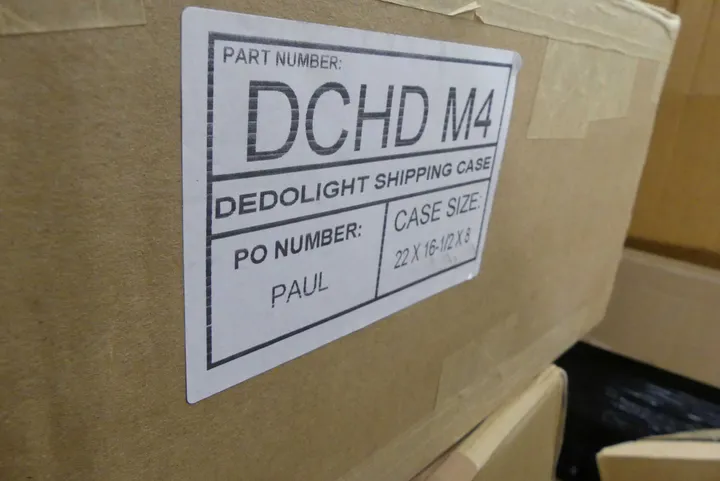 PART NUMBER:
DCHD M4
DEDOLIGHT SHIPPING CASE
PO NUMBER:
PAUL
CASE SIZE:
22 X 16-1/2 X 8